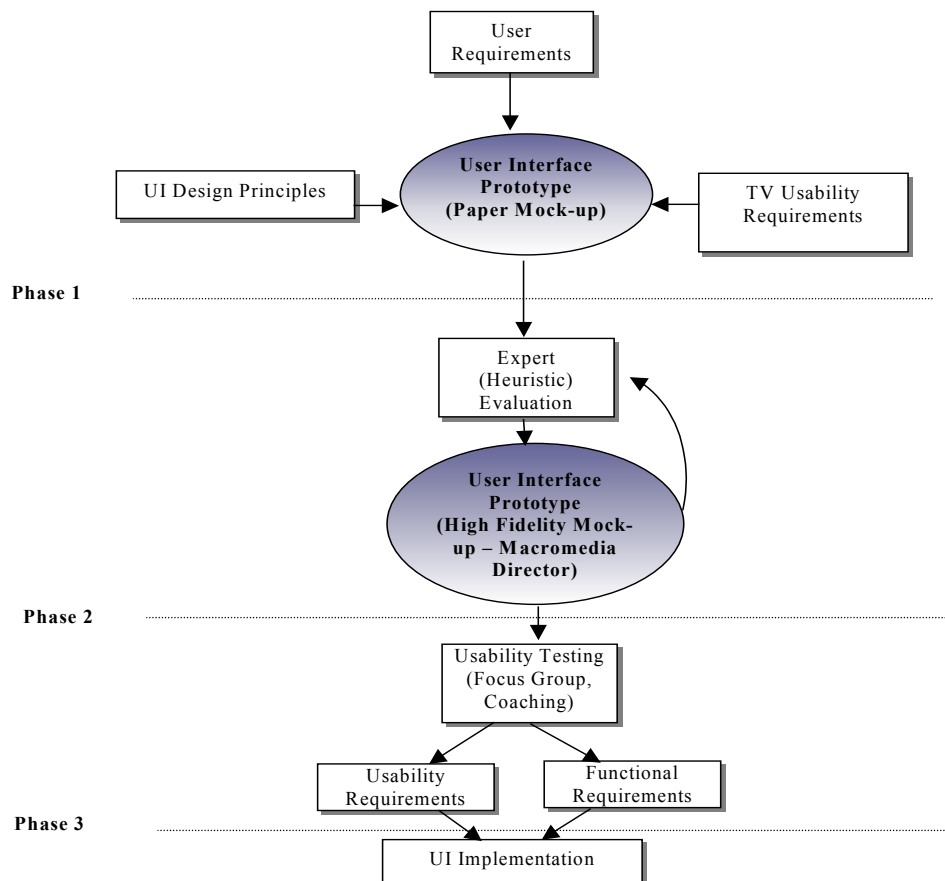 User
Requirements
User Interface
Prototype
(Paper Mock-up)
UI Design Principles
TV Usability
Requirements
Phase 1
Expert
(Heuristic)
Evaluation
User Interface
Prototype
(High Fidelity Mock-
up – Macromedia
Director)
Phase 2
Usability Testing
(Focus Group,
Coaching)
Usability
Requirements
Functional
Requirements
Phase 3
UI Implementation